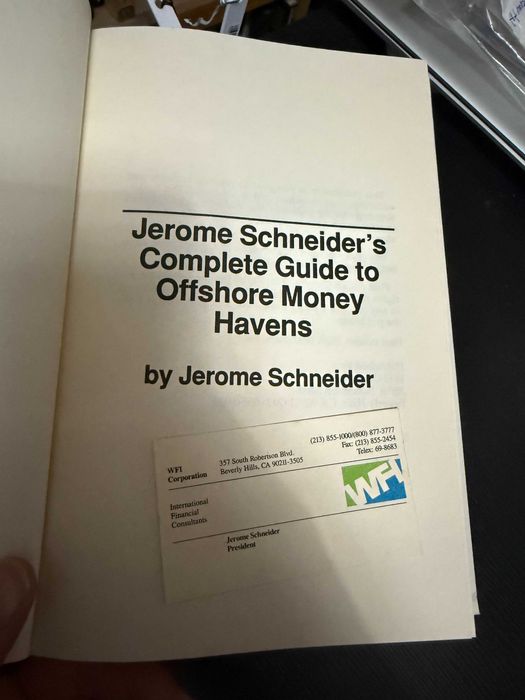 Jerome Schneider's
Complete Guide to
Offshore Money
Havens
by Jerome Schneider
WFI
Corporation
357 South Robertson Blvd.
Beverly Hills, CA 90211-3505
(213) 855-1000/(800) 877-3777
Fax: (213) 855-2454
Telex: 69-8683
WFI
International
Financial
Consultants
Jerome Schneider
President